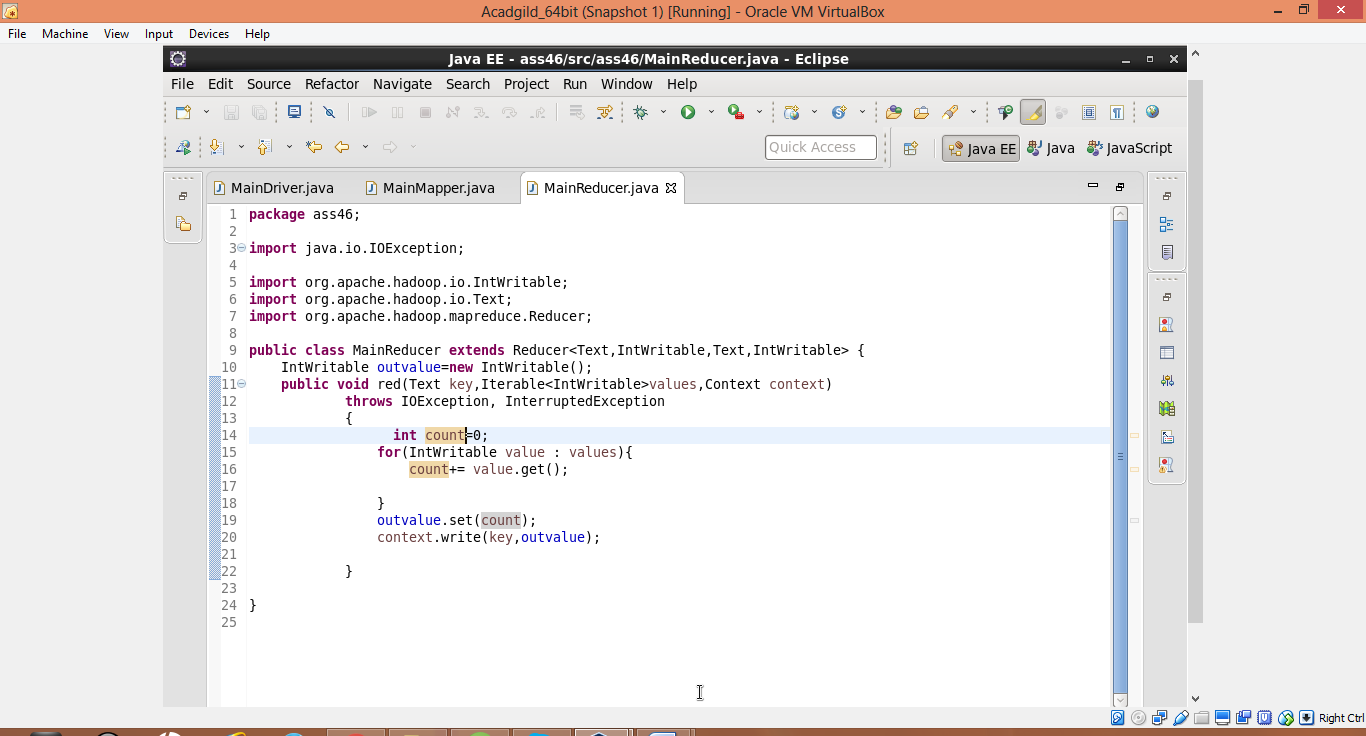 Acadgild_64bit (Snapshot 1) [Running] - Oracle VM VirtualBox
File Machine View Input Devices Help
Java EE - ass46/src/ass46/MainReducer.java - Eclipse
File Edit Source Refactor Navigate Search Project Run Window Help
Quick Access Java EE Java JavaScript
MainDriver.java MainMapper.java MainReducer.java
1 package ass46;
2
3 import java.io.IOException;
4
5 import org.apache.hadoop.io.IntWritable;
6 import org.apache.hadoop.io.Text;
7 import org.apache.hadoop.mapreduce.Reducer;
8
9 public class MainReducer extends Reducer<Text,IntWritable,Text,IntWritable> {
10 IntWritable outvalue=new IntWritable();
11 public void red(Text key,Iterable<IntWritable>values,Context context)
12 throws IOException, InterruptedException
13 {
14 int count=0;
15 for(IntWritable value : values){
16 count+= value.get();
17
18 }
19 outvalue.set(count);
20 context.write(key,outvalue);
21
22 }
23
24 }
25
Right Ctrl